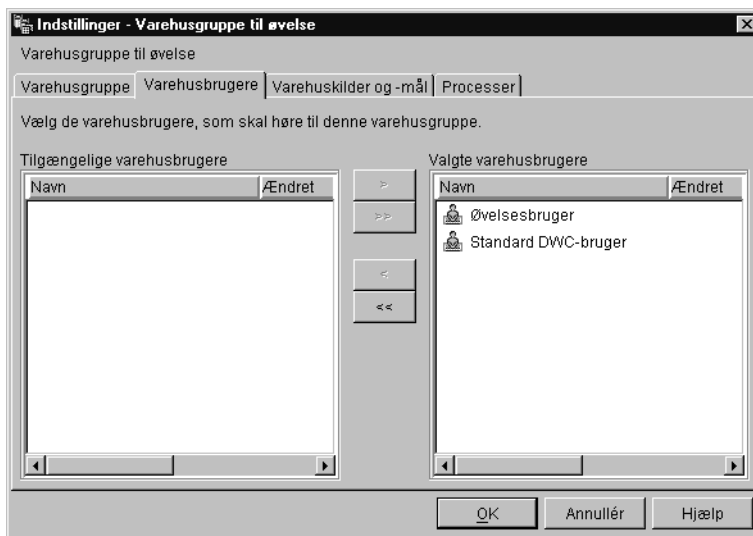 Indstillinger - Varehusgruppe til øvelse
Varehusgruppe til øvelse
Varehusgruppe Varehusbrugere Varehuskilder og -mål Processer
Vælg de varehusbrugere, som skal høre til denne varehusgruppe.
Tilgængelige varehusbrugere
Navn Ændret
>
>>
<
<<
Valgte varehusbrugere
Navn Ændret
Øvelsesbruger
Standard DWC-bruger
OK Annullér Hjælp